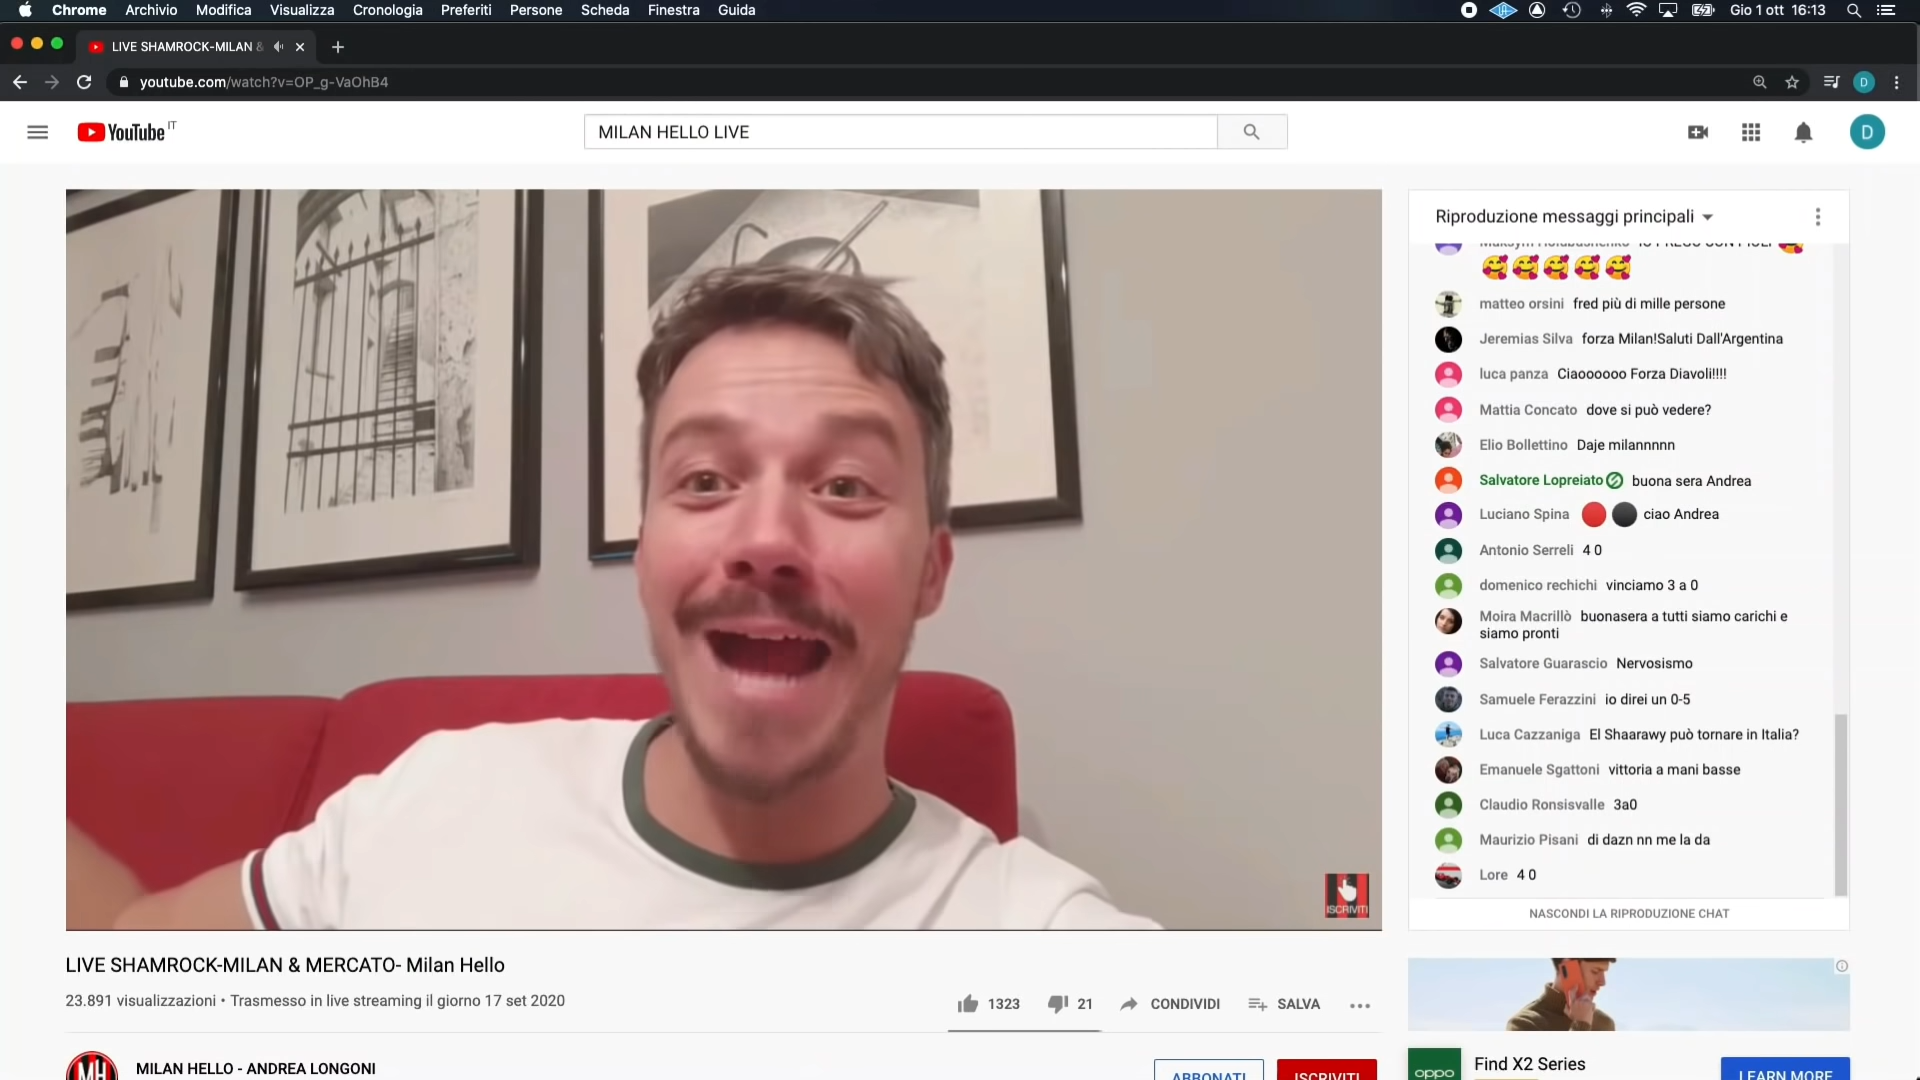 Chrome Archivio Modifica Visualizza Cronologia Preferiti Persone Scheda Finestra Guida
Gio 1 ott 16:13
LIVE SHAMROCK-MILAN &
youtube.com/watch?v=OP_g-VaOhB4
D
YouTube IT
MILAN HELLO LIVE
D
Riproduzione messaggi principali
matteo orsini fred più di mille persone
Jeremias Silva forza Milan!Saluti Dall'Argentina
luca panza Ciaoooooo Forza Diavoli!!!!
Mattia Concato dove si può vedere?
Elio Bollettino Daje milannnnn
Salvatore Lopreiato buona sera Andrea
Luciano Spina ciao Andrea
Antonio Serreli 4 0
domenico rechichi vinciamo 3 a 0
Moira Macrillò buonasera a tutti siamo carichi e
siamo pronti
Salvatore Guarascio Nervosismo
Samuele Ferazzini io direi un 0-5
Luca Cazzaniga El Shaarawy può tornare in Italia?
Emanuele Sgattoni vittoria a mani basse
Claudio Ronsisvalle 3a0
Maurizio Pisani di dazn nn me la da
Lore 4 0
NASCONDI LA RIPRODUZIONE CHAT
ISCRIVITI
LIVE SHAMROCK-MILAN & MERCATO- Milan Hello
23.891 visualizzazioni • Trasmesso in live streaming il giorno 17 set 2020
1323 21 CONDIVIDI SALVA
MH
MILAN HELLO - ANDREA LONGONI
ABBONATI ISCRIVITI
oppo
Find X2 Series
LEARN MORE